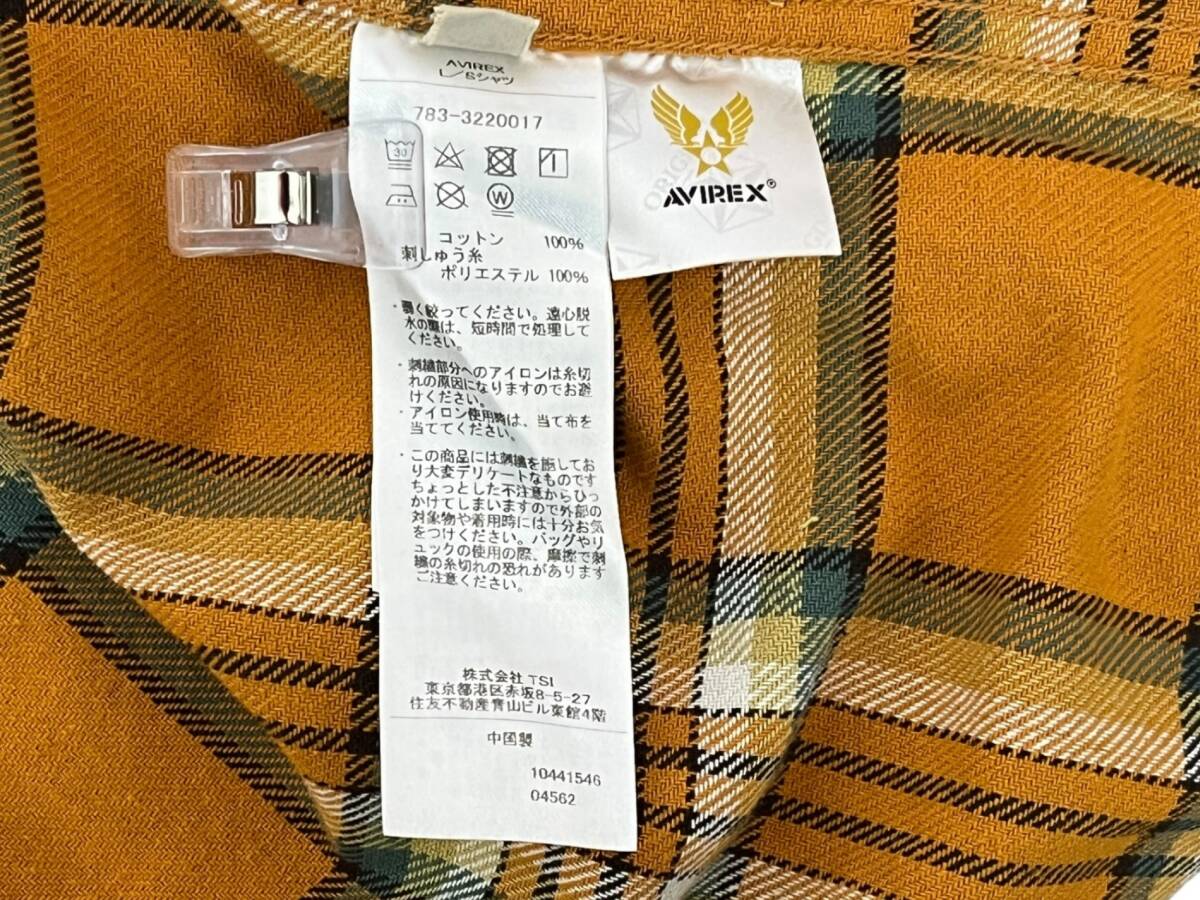 AVIREX
L/Sシャツ
783-3220017
30
W
コットン 100%
刺しゅう糸
ポリエステル 100%
・弱く絞ってください。遠心脱
水の際は、短時間で処理して
ください。
・刺繍部分へのアイロンは糸切
れの原因になりますのでお避
けください。
・アイロン使用時は、当て布を
当ててください。
・この商品には刺繍を施してお
り大変デリケートなものです
ちょっとした不注意からひっ
かけてしまいますので外部の
対象物や着用時には十分お気
をつけください。バッグやリ
ュックの使用の際、摩擦で刺
繍の糸切れの恐れがあります
ご注意ください。
株式会社TSI
東京都港区赤坂8-5-27
住友不動産青山ビル東館4階
中国製
10441546
04562
AVIREX®